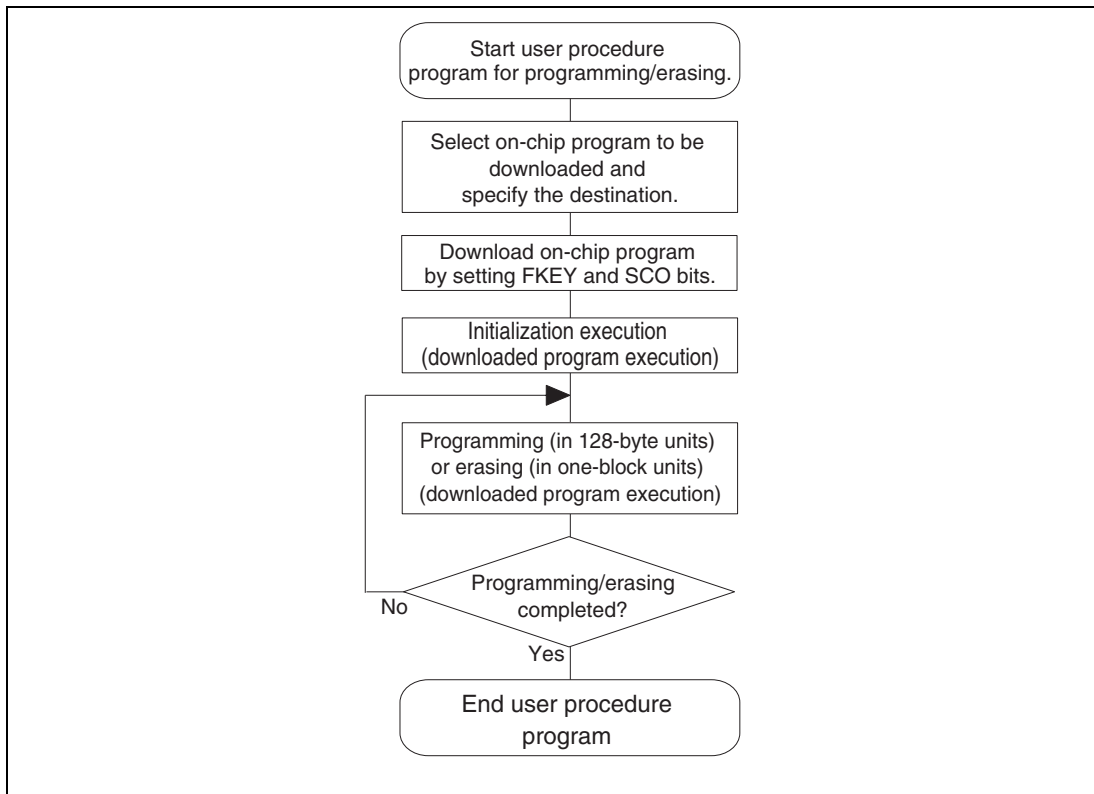 Start user procedure
program for programming/erasing.
Select on-chip program to be
downloaded and
specify the destination.
Download on-chip program
by setting FKEY and SCO bits.
Initialization execution
(downloaded program execution)
Programming (in 128-byte units)
or erasing (in one-block units)
(downloaded program execution)
Programming/erasing
completed?
No
Yes
End user procedure
program